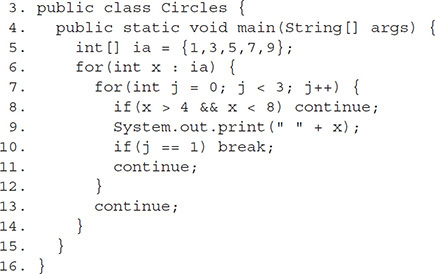 3. public class Circles {
4.   public static void main(String[] args) {
5.     int[] ia = {1,3,5,7,9};
6.     for(int x : ia) {
7.       for(int j = 0; j < 3; j++) {
8.         if(x > 4 && x < 8) continue;
9.         System.out.print(" " + x);
10.         if(j == 1) break;
11.         continue;
12.       }
13.       continue;
14.     }
15.   }
16. }